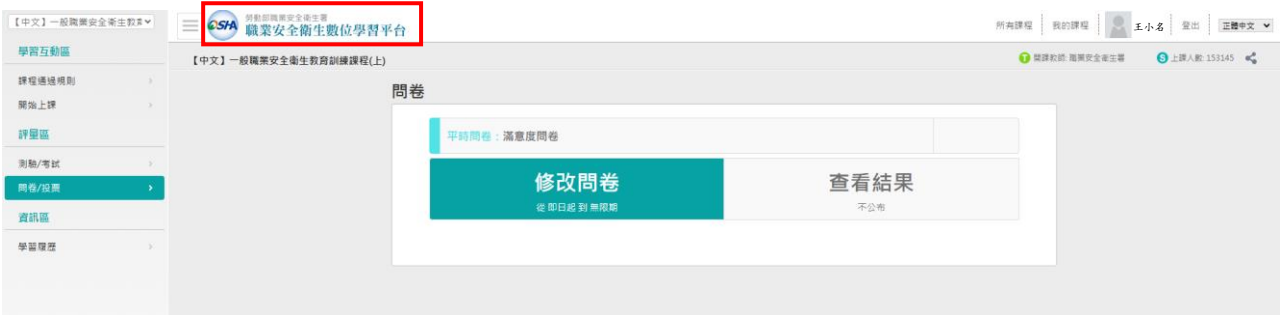 【中文】一般職業安全衛生教育
OSHA
勞動部職業安全衛生署
職業安全衛生數位學習平台
所有課程
我的課程
王小名
登出
正體中文
學習互動區
課程通過規則
開始上課
評量區
測驗/考試
問卷/投票
資訊區
學習履歷
【中文】一般職業安全衛生教育訓練課程(上)
T 開課教師: 職業安全衛生署
S 上課人數: 153145
問卷
平時問卷：滿意度問卷
修改問卷
從 即日起 到 無限期
查看結果
不公布